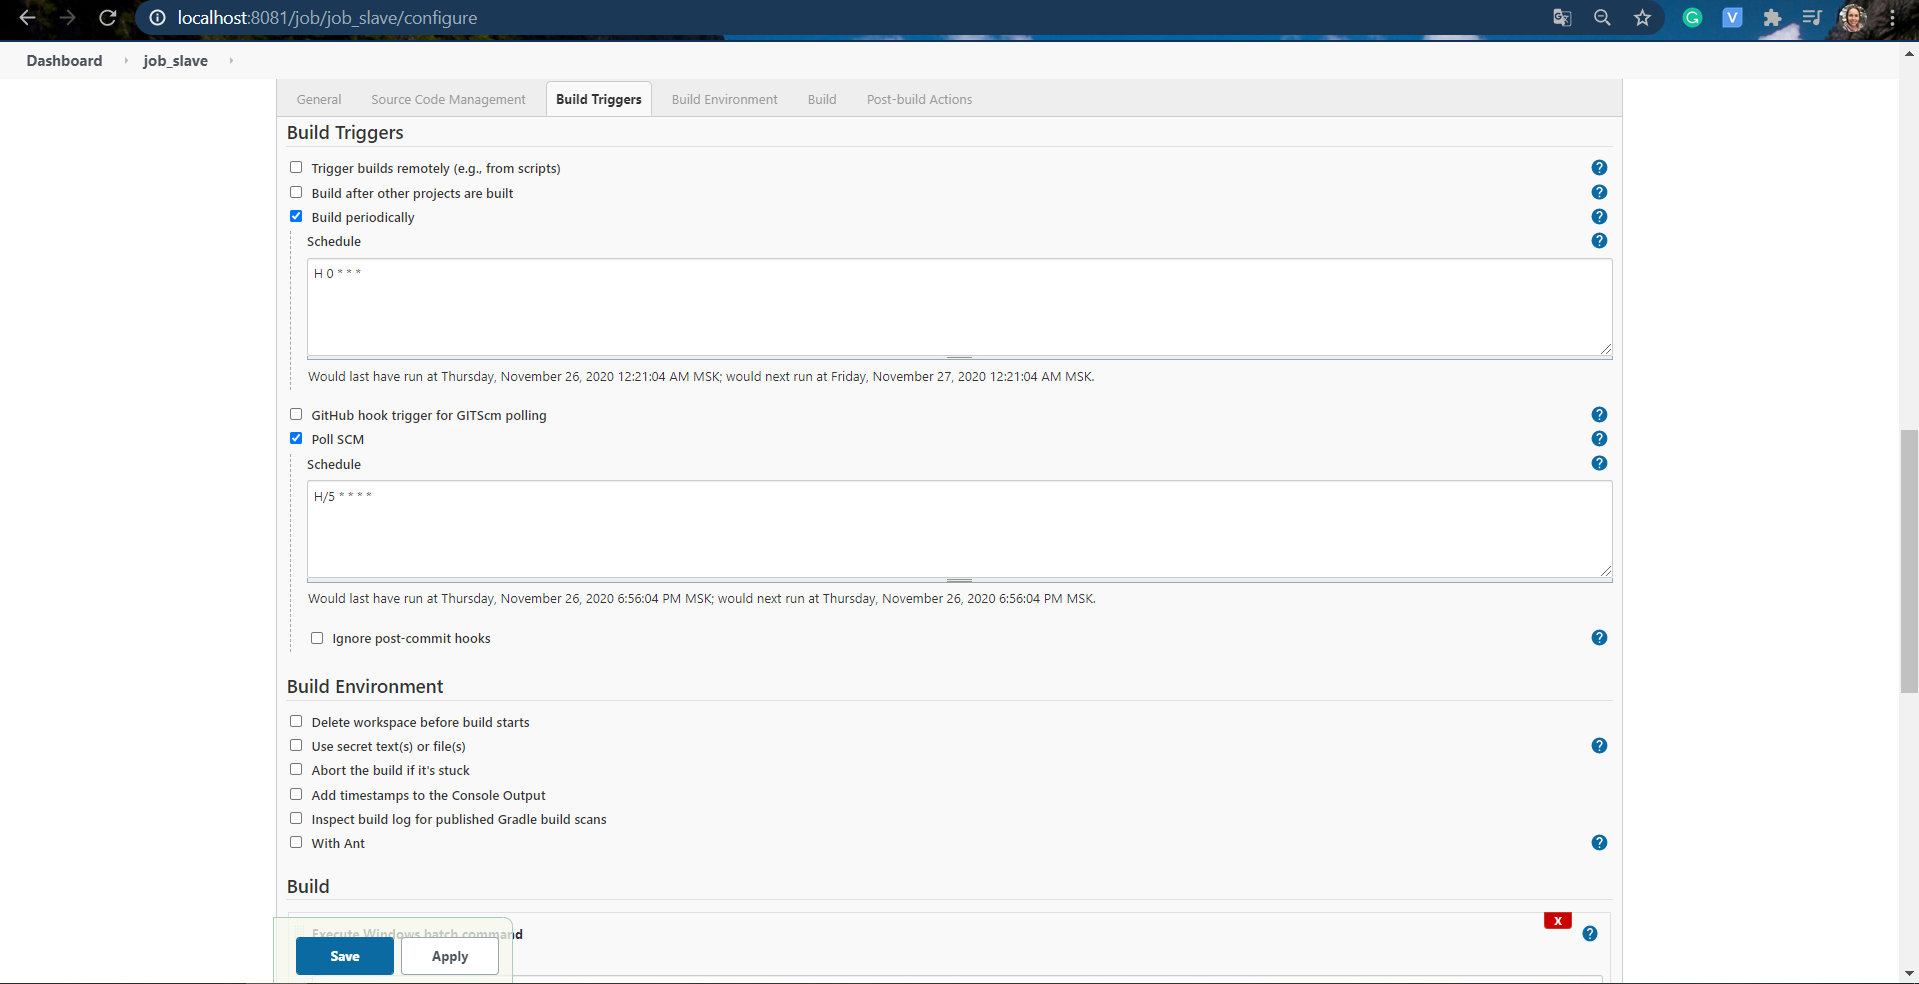 localhost:8081/job/job_slave/configure
Dashboard job_slave
General Source Code Management Build Triggers Build Environment Build Post-build Actions
Build Triggers
Trigger builds remotely (e.g., from scripts)
Build after other projects are built
Build periodically
Schedule
H 0 * * *
Would last have run at Thursday, November 26, 2020 12:21:04 AM MSK; would next run at Friday, November 27, 2020 12:21:04 AM MSK.
GitHub hook trigger for GITScm polling
Poll SCM
Schedule
H/5 * * * *
Would last have run at Thursday, November 26, 2020 6:56:04 PM MSK; would next run at Thursday, November 26, 2020 6:56:04 PM MSK.
Ignore post-commit hooks
Build Environment
Delete workspace before build starts
Use secret text(s) or file(s)
Abort the build if it's stuck
Add timestamps to the Console Output
Inspect build log for published Gradle build scans
With Ant
Build
X
Execute Windows batch command
Save Apply